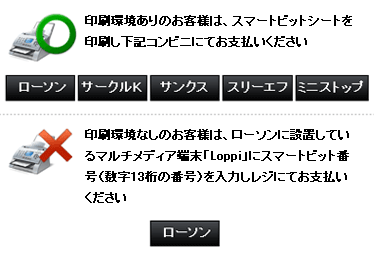 印刷環境ありのお客様は、スマートピットシートを
印刷し下記コンビニにてお支払いください
ローソン サークルK サンクス スリーエフ ミニストップ
印刷環境なしのお客様は、ローソンに設置してい
るマルチメディア端末「Loppi」にスマートピット番
号（数字13桁の番号）を入力しレジにてお支払い
ください
ローソン